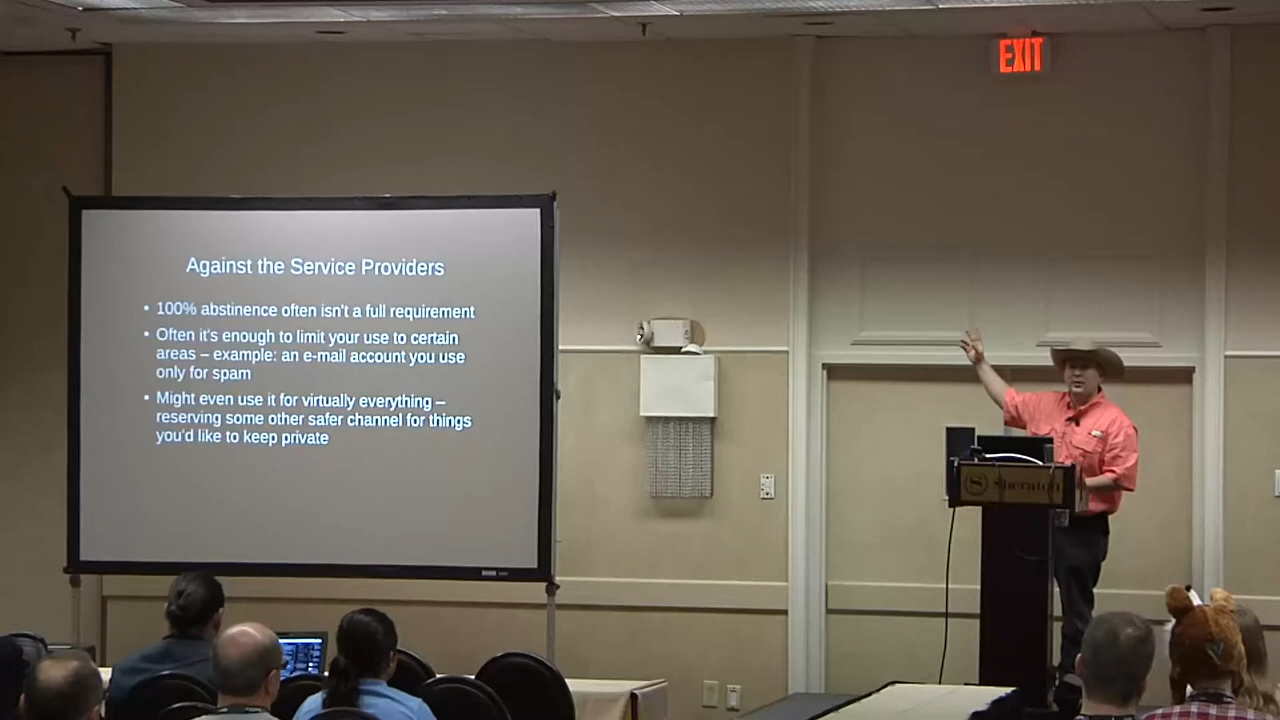 EXIT
Against the Service Providers
• 100% abstinence often isn't a full requirement
• Often it's enough to limit your use to certain
areas – example: an e-mail account you use
only for spam
• Might even use it for virtually everything –
reserving some other safer channel for things
you'd like to keep private
S Sheraton